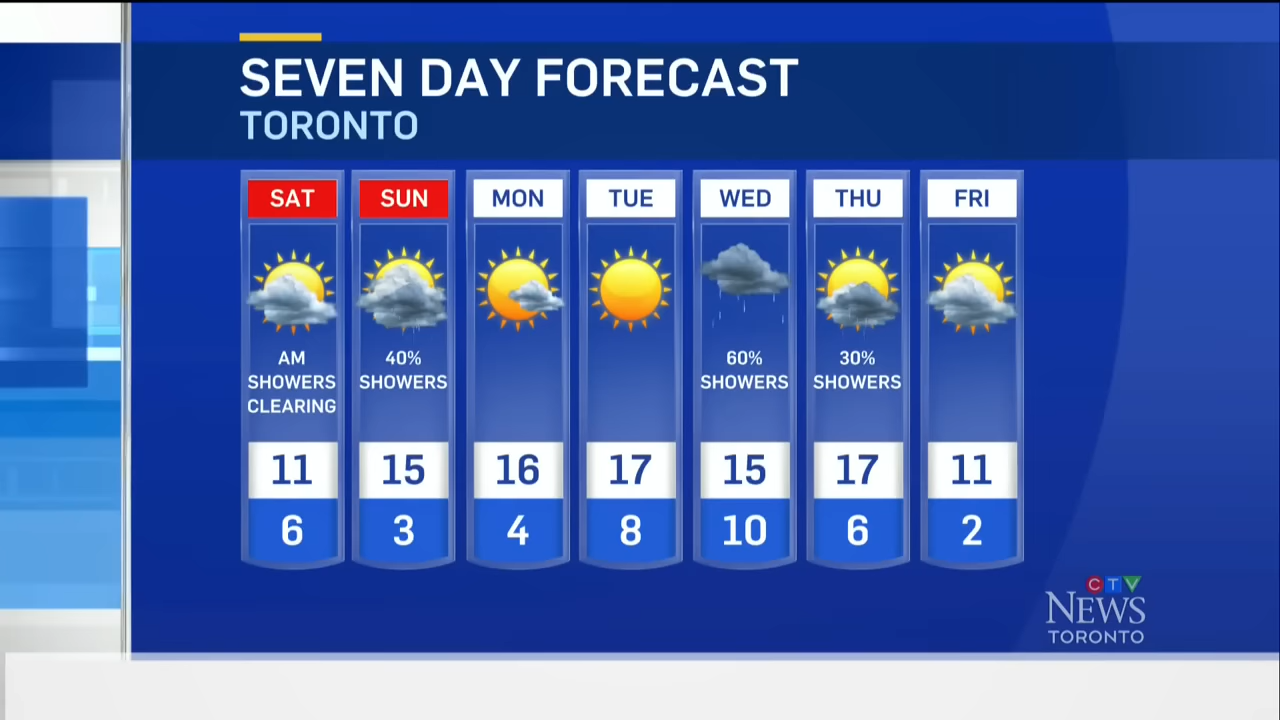 SEVEN DAY FORECAST
TORONTO
SAT SUN MON TUE WED THU FRI
AM SHOWERS CLEARING
40% SHOWERS
60% SHOWERS
30% SHOWERS
11 15 16 17 15 17 11
6 3 4 8 10 6 2
CTV
NEWS
TORONTO